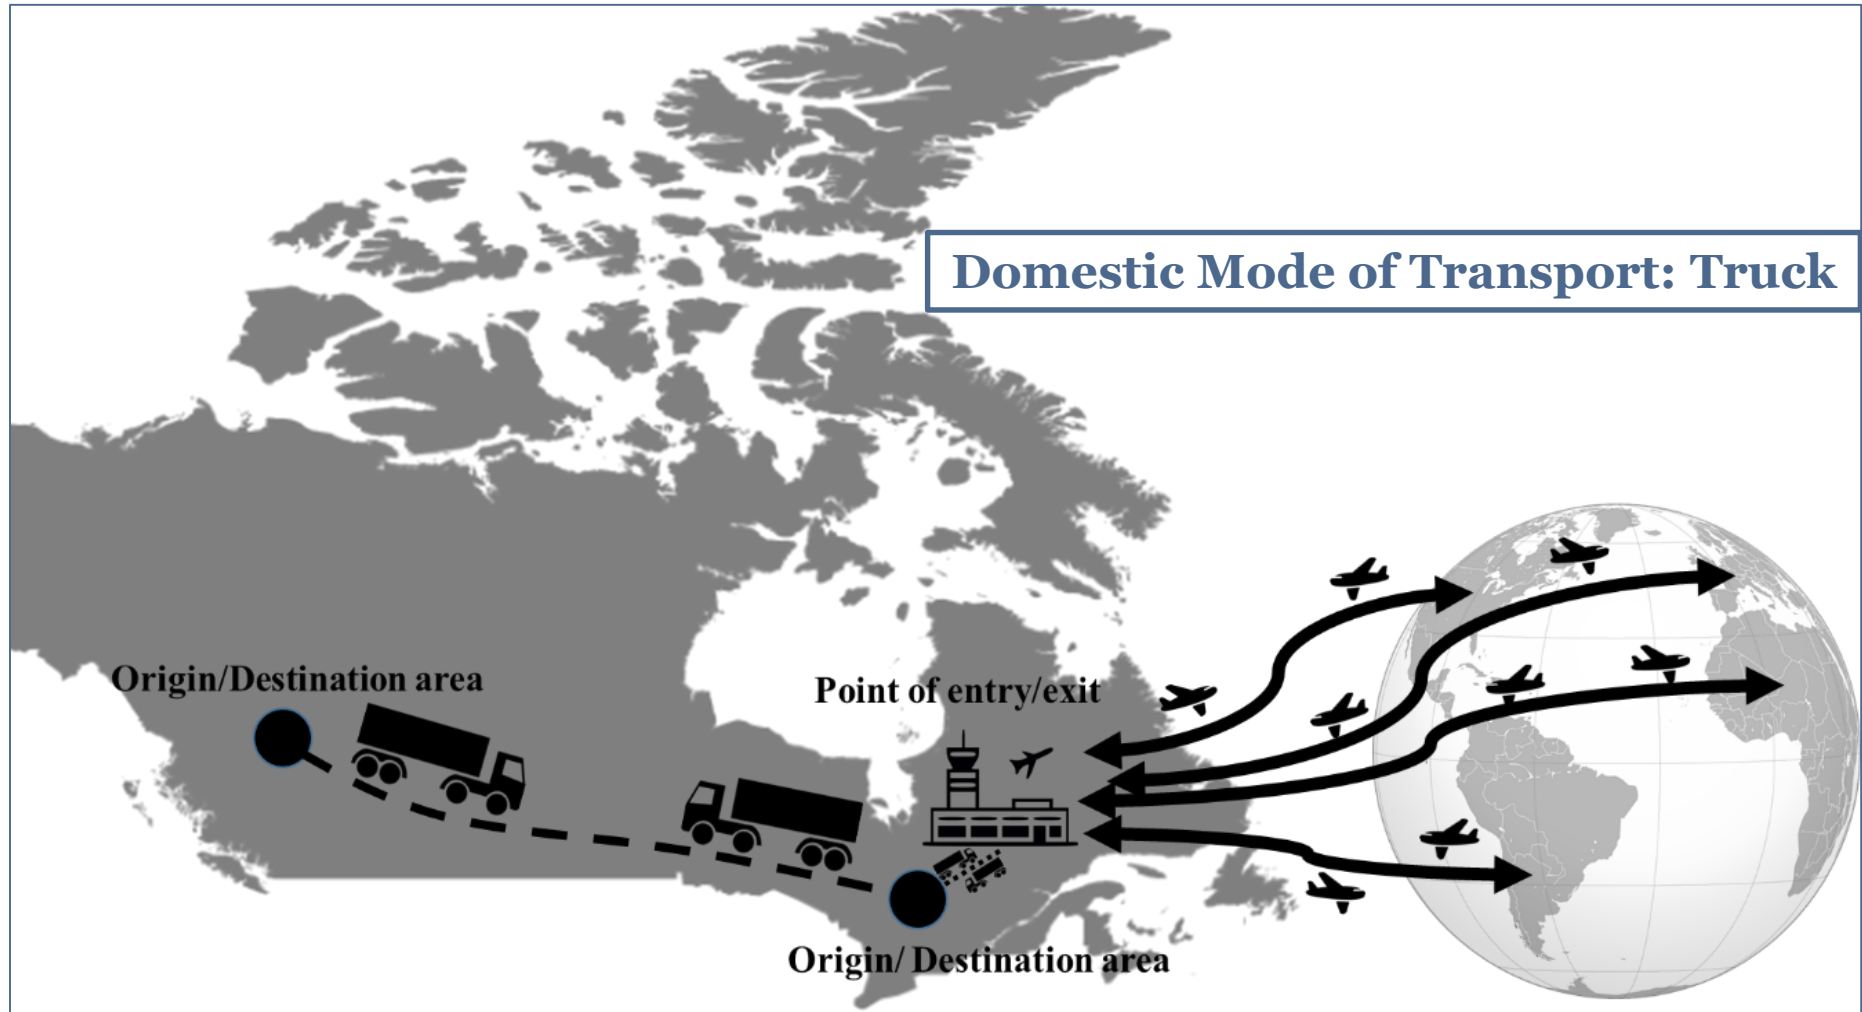 Domestic Mode of Transport: Truck
Origin/Destination area
Point of entry/exit
Origin/ Destination area